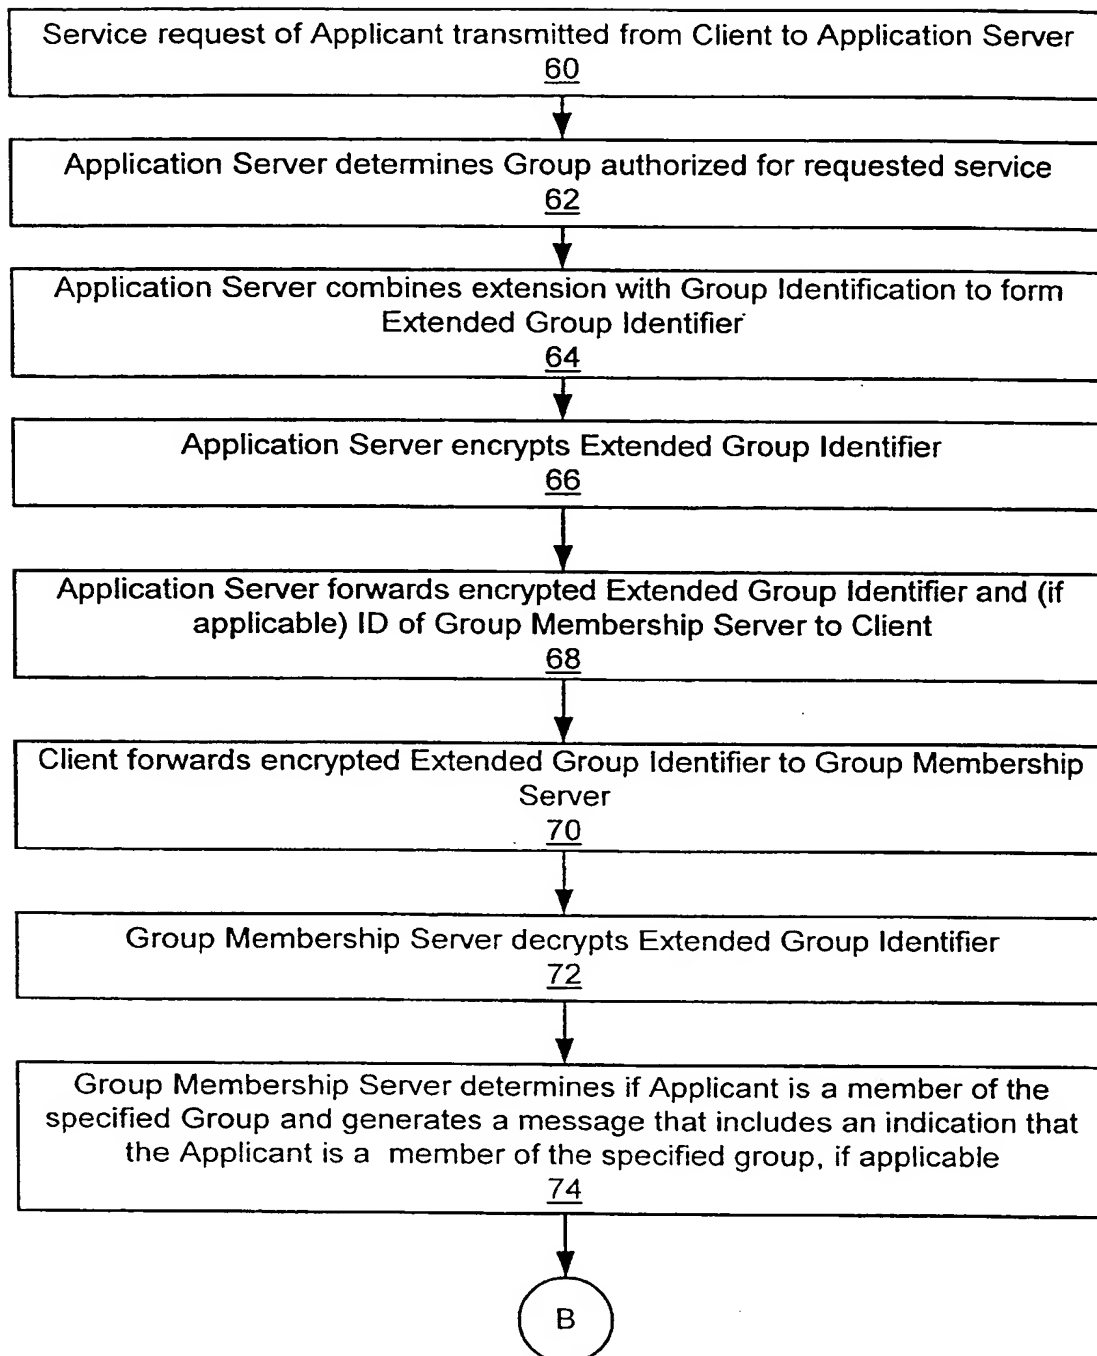 Service request of Applicant transmitted from Client to Application Server
60
Application Server determines Group authorized for requested service
62
Application Server combines extension with Group Identification to form
Extended Group Identifier
64
Application Server encrypts Extended Group Identifier
66
Application Server forwards encrypted Extended Group Identifier and (if
applicable) ID of Group Membership Server to Client
68
Client forwards encrypted Extended Group Identifier to Group Membership
Server
70
Group Membership Server decrypts Extended Group Identifier
72
Group Membership Server determines if Applicant is a member of the
specified Group and generates a message that includes an indication that
the Applicant is a member of the specified group, if applicable
74
B